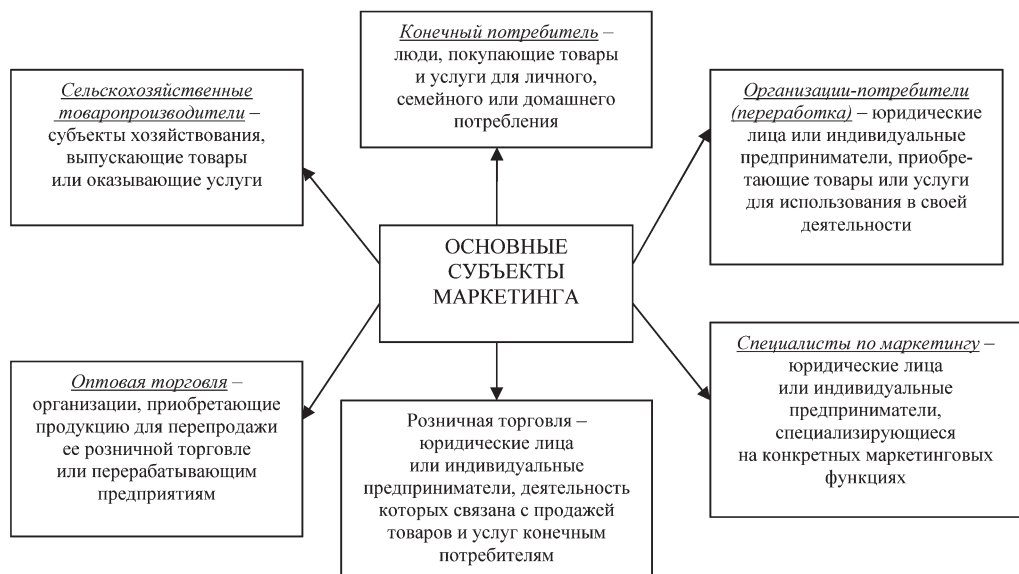 Конечный потребитель –
люди, покупающие товары
и услуги для личного,
семейного или домашнего
потребления
Сельскохозяйственные
товаропроизводители –
субъекты хозяйствования,
выпускающие товары
или оказывающие услуги
Организации-потребители
(переработка) – юридические
лица или индивидуальные
предприниматели, приобре-
тающие товары или услуги
для использования в своей
деятельности
ОСНОВНЫЕ
СУБЪЕКТЫ
МАРКЕТИНГА
Оптовая торговля –
организации, приобретающие
продукцию для перепродажи
ее розничной торговле
или перерабатывающим
предприятиям
Розничная торговля –
юридические лица
или индивидуальные
предприниматели, деятельность
которых связана с продажей
товаров и услуг конечным
потребителям
Специалисты по маркетингу –
юридические лица
или индивидуальные
предприниматели,
специализирующиеся
на конкретных маркетинговых
функциях